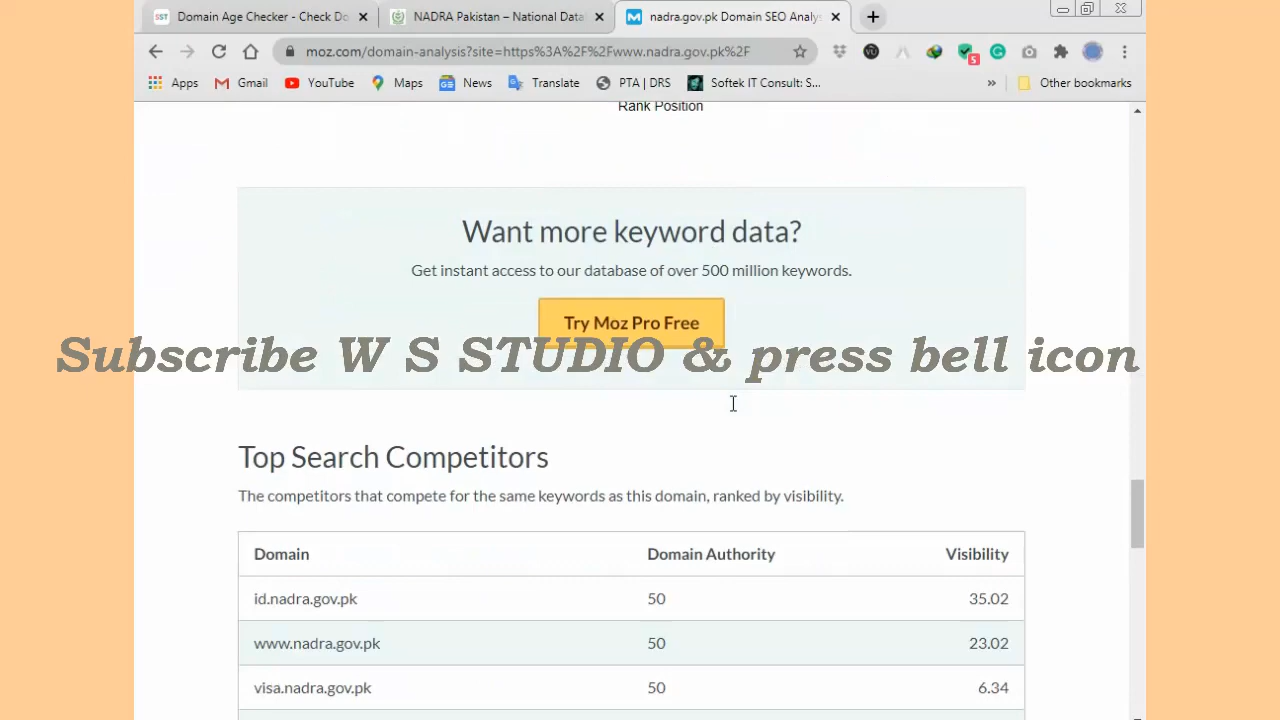 Domain Age Checker - Check Do
NADRA Pakistan – National Data
nadra.gov.pk Domain SEO Analys
moz.com/domain-analysis?site=https%3A%2F%2Fwww.nadra.gov.pk%2F
5
Apps
Gmail
YouTube
Maps
News
Translate
PTA | DRS
Softek IT Consult: S...
»
Other bookmarks
Rank Position
Want more keyword data?
Get instant access to our database of over 500 million keywords.
Try Moz Pro Free
Subscribe W S STUDIO & press bell icon
Top Search Competitors
The competitors that compete for the same keywords as this domain, ranked by visibility.
Domain Domain Authority Visibility
id.nadra.gov.pk 50 35.02
www.nadra.gov.pk 50 23.02
visa.nadra.gov.pk 50 6.34